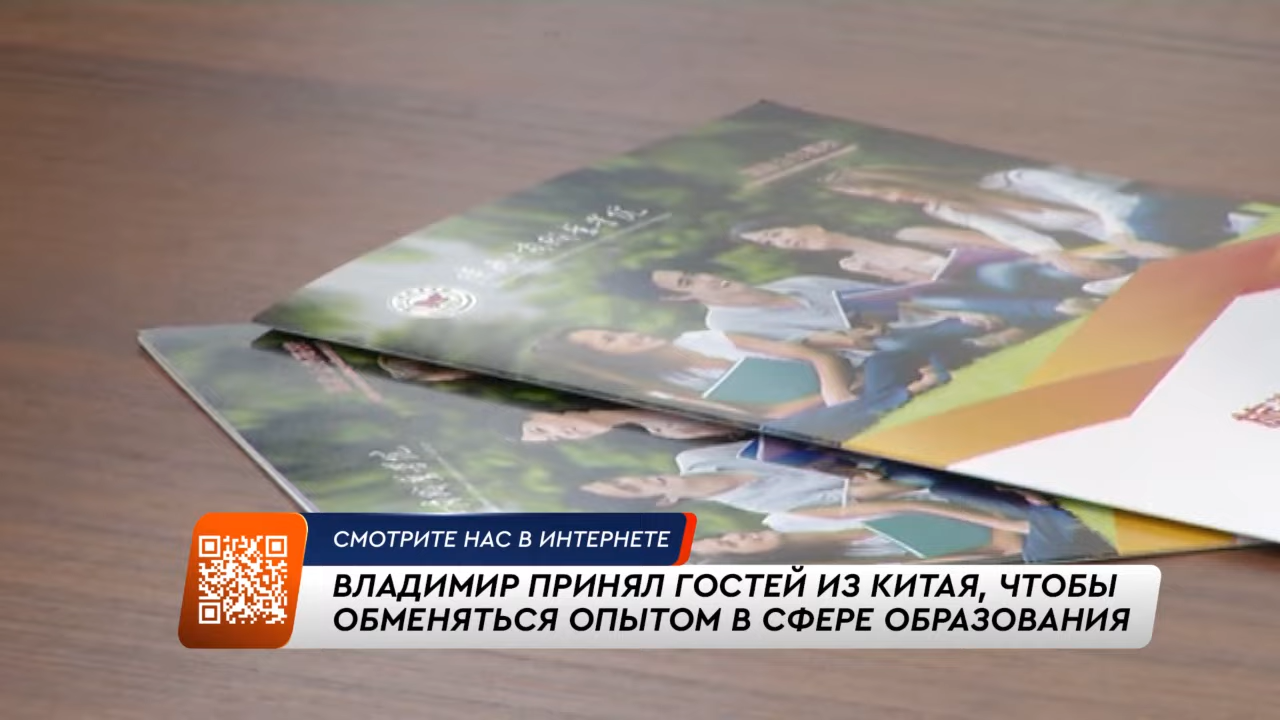 СМОТРИТЕ НАС В ИНТЕРНЕТЕ
ВЛАДИМИР ПРИНЯЛ ГОСТЕЙ ИЗ КИТАЯ, ЧТОБЫ
ОБМЕНЯТЬСЯ ОПЫТОМ В СФЕРЕ ОБРАЗОВАНИЯ